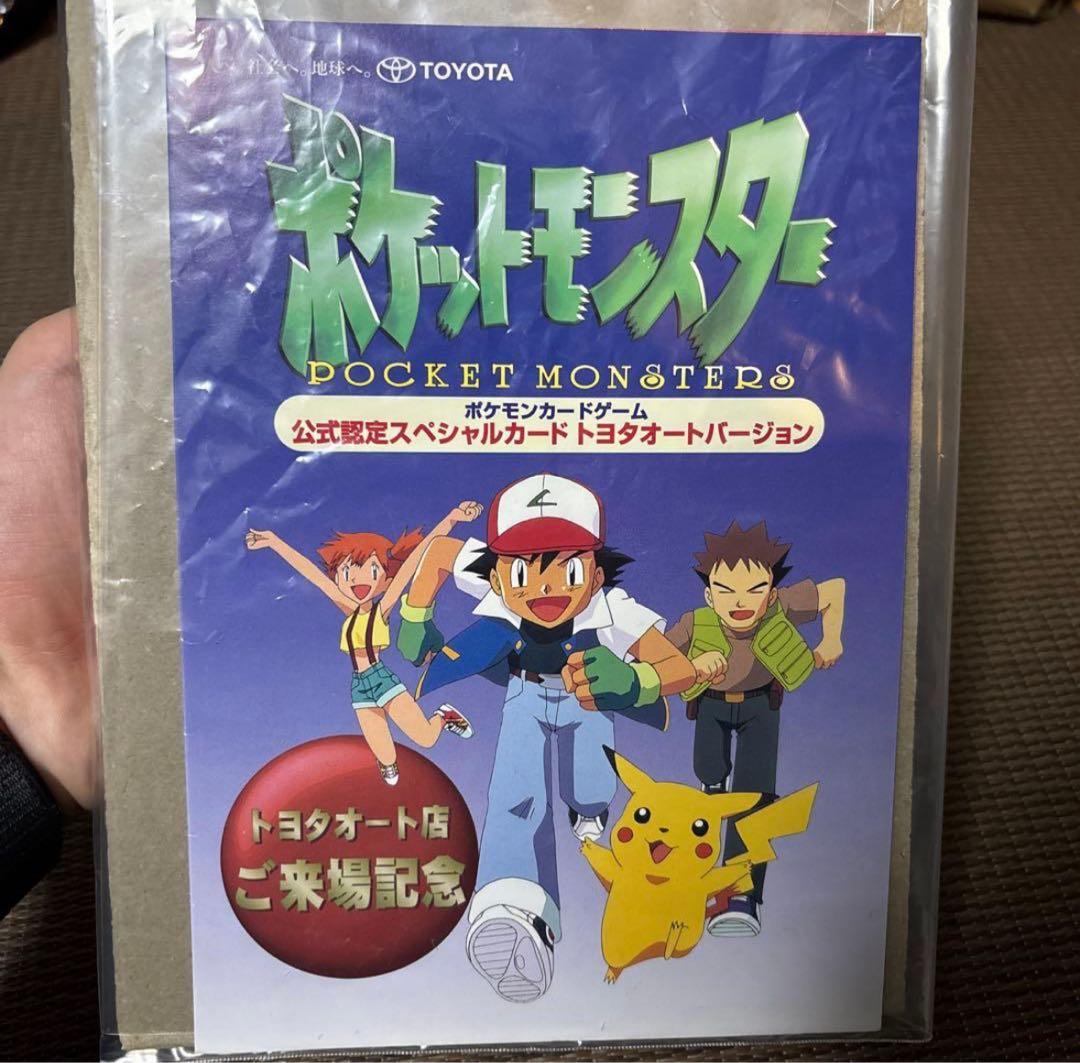 社会へ。地球へ。 TOYOTA
ポケットモンスター
POCKET MONSTERS
ポケモンカードゲーム
公式認定スペシャルカード トヨタオートバージョン
トヨタオート店
ご来場記念